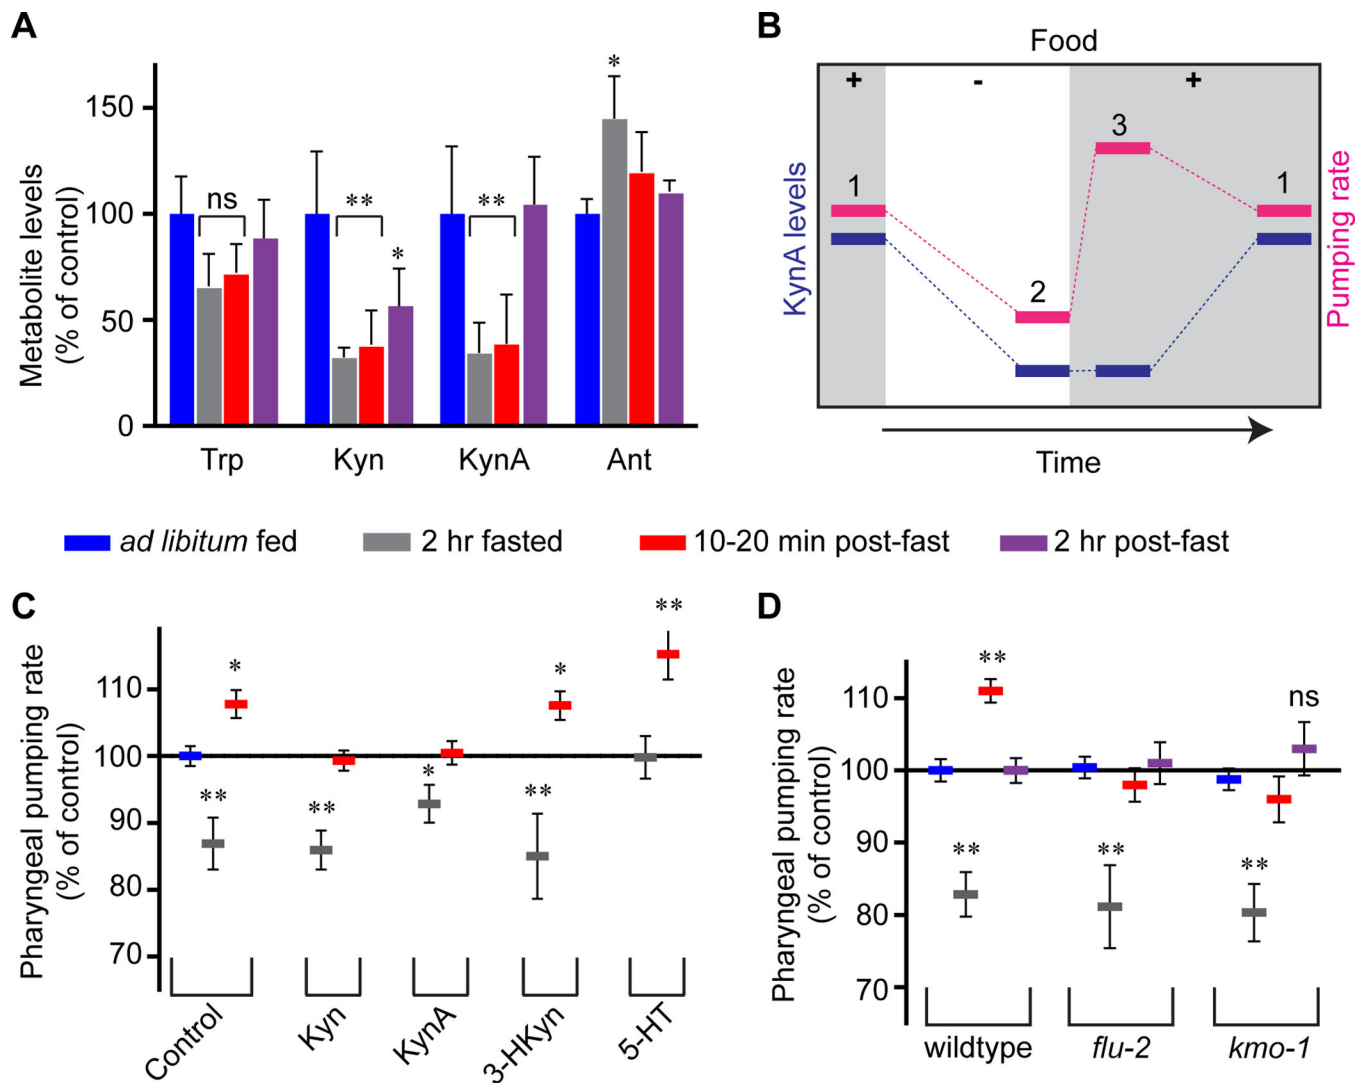 A
Metabolite levels
(% of control)
150
100
50
0
ns
**
*
**
*
Trp
Kyn
KynA
Ant
B
Food
+
-
+
KynA levels
Pumping rate
1
2
3
1
Time
ad libitum fed
2 hr fasted
10-20 min post-fast
2 hr post-fast
C
Pharyngeal pumping rate
(% of control)
110
100
90
80
70
*
**
**
*
*
**
**
Control
Kyn
KynA
3-HKyn
5-HT
D
Pharyngeal pumping rate
(% of control)
110
100
90
80
70
**
**
**
ns
**
wildtype
flu-2
kmo-1